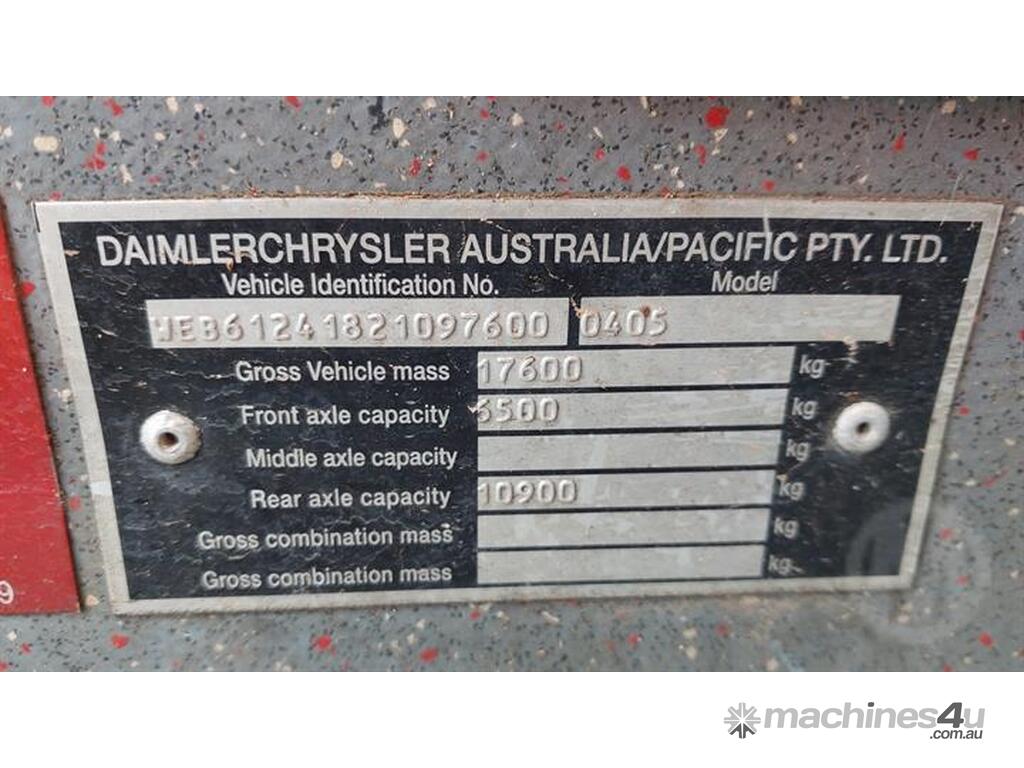 DAIMLERCHRYSLER AUSTRALIA/PACIFIC PTY. LTD.
Vehicle Identification No. Model
WEB61241821097600 0405
Gross Vehicle mass 17600 kg
Front axle capacity 6500 kg
Middle axle capacity kg
Rear axle capacity 10900 kg
Gross combination mass kg
Gross combination mass kg
9
machines4u
.com.au